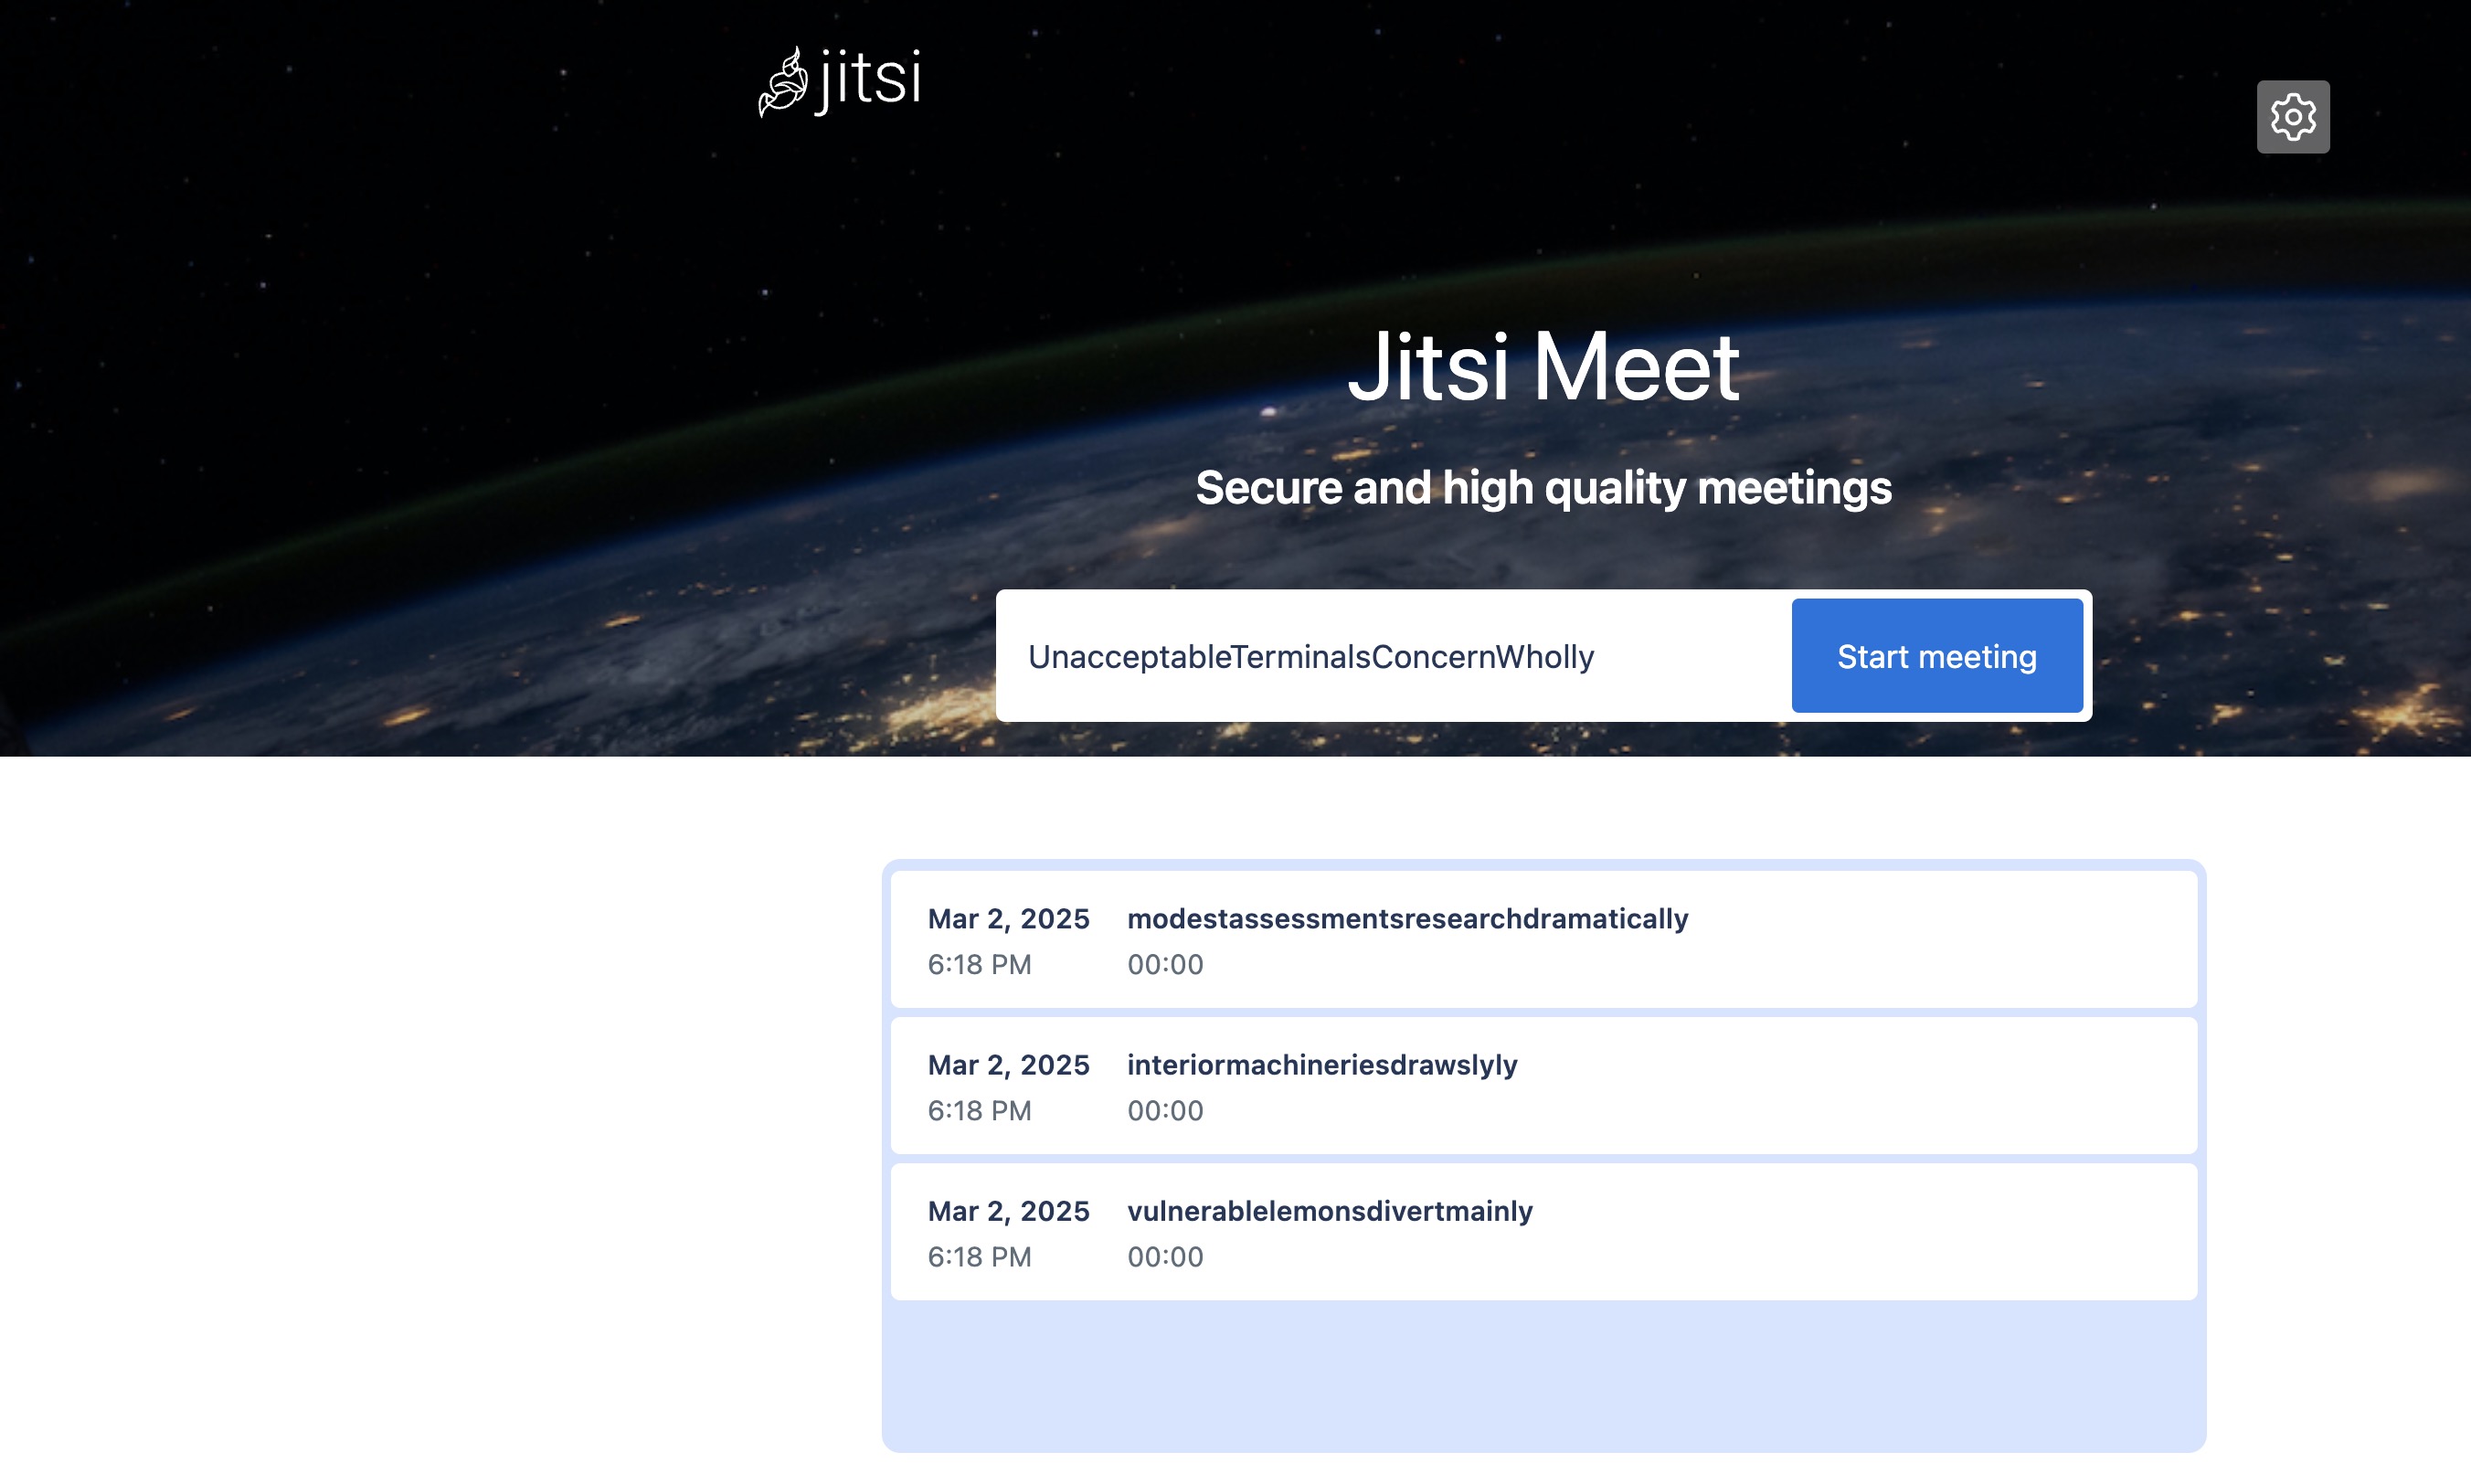 jitsi
Jitsi Meet
Secure and high quality meetings
UnacceptableTerminalsConcernWholly
Start meeting
Mar 2, 2025 modestassessmentsresearchdramatically
6:18 PM 00:00
Mar 2, 2025 interiormachineriesdrawslyly
6:18 PM 00:00
Mar 2, 2025 vulnerablelemonsdivertmainly
6:18 PM 00:00